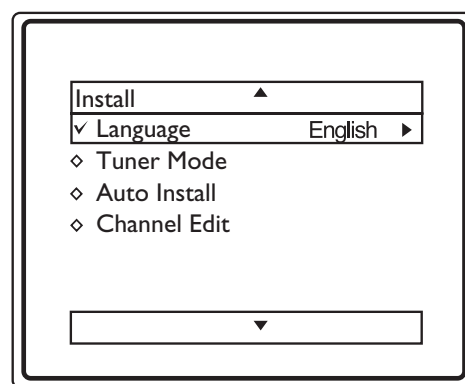 Install
Language English
Tuner Mode
Auto Install
Channel Edit